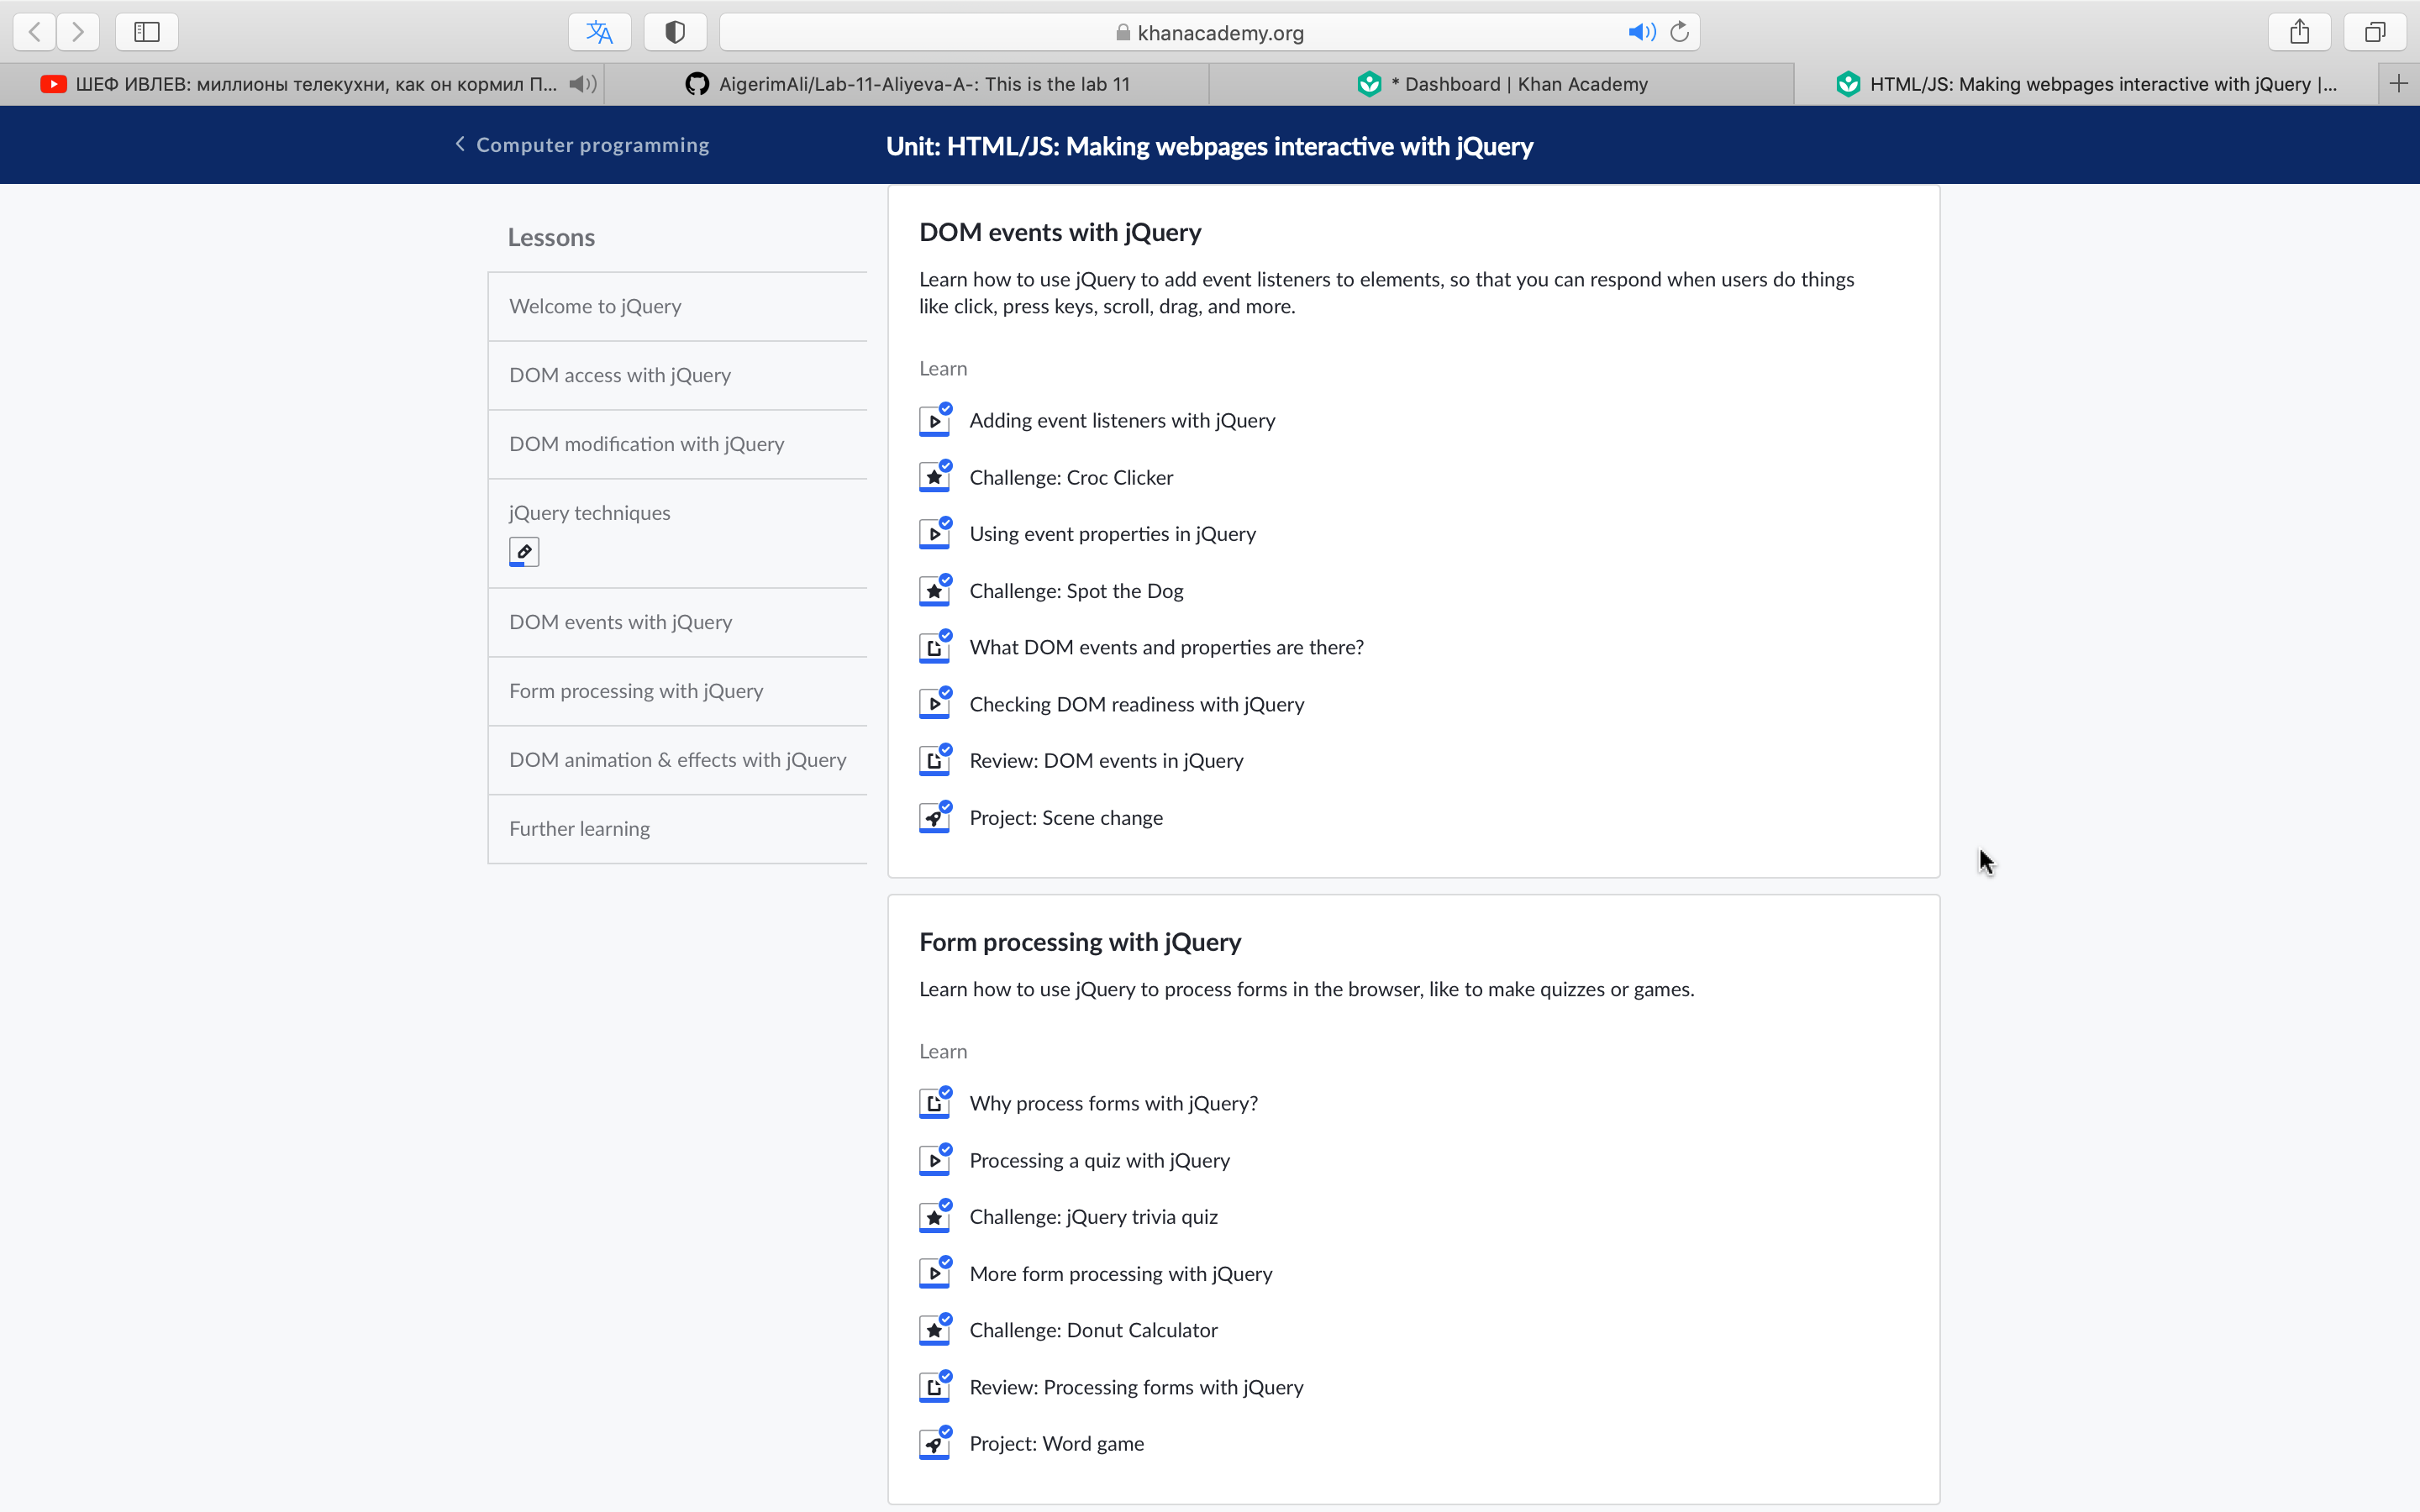 khanacademy.org
ШЕФ ИВЛЕВ: миллионы телекухни, как он кормил П...
AigerimAli/Lab-11-Aliyeva-A-: This is the lab 11
* Dashboard | Khan Academy
HTML/JS: Making webpages interactive with jQuery |...
Computer programming
Unit: HTML/JS: Making webpages interactive with jQuery
Lessons
Welcome to jQuery
DOM access with jQuery
DOM modification with jQuery
jQuery techniques
DOM events with jQuery
Form processing with jQuery
DOM animation & effects with jQuery
Further learning
DOM events with jQuery
Learn how to use jQuery to add event listeners to elements, so that you can respond when users do things
like click, press keys, scroll, drag, and more.
Learn
Adding event listeners with jQuery
Challenge: Croc Clicker
Using event properties in jQuery
Challenge: Spot the Dog
What DOM events and properties are there?
Checking DOM readiness with jQuery
Review: DOM events in jQuery
Project: Scene change
Form processing with jQuery
Learn how to use jQuery to process forms in the browser, like to make quizzes or games.
Learn
Why process forms with jQuery?
Processing a quiz with jQuery
Challenge: jQuery trivia quiz
More form processing with jQuery
Challenge: Donut Calculator
Review: Processing forms with jQuery
Project: Word game